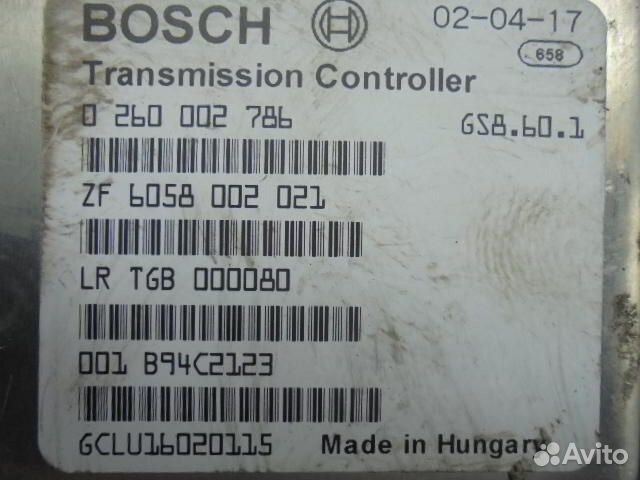 BOSCH 02-04-17
658
Transmission Controller
0 260 002 786 GS8.60.1
ZF 6058 002 021
LR TGB 000080
001 B94C2123
GCLU16020115 Made in Hungary
Avito